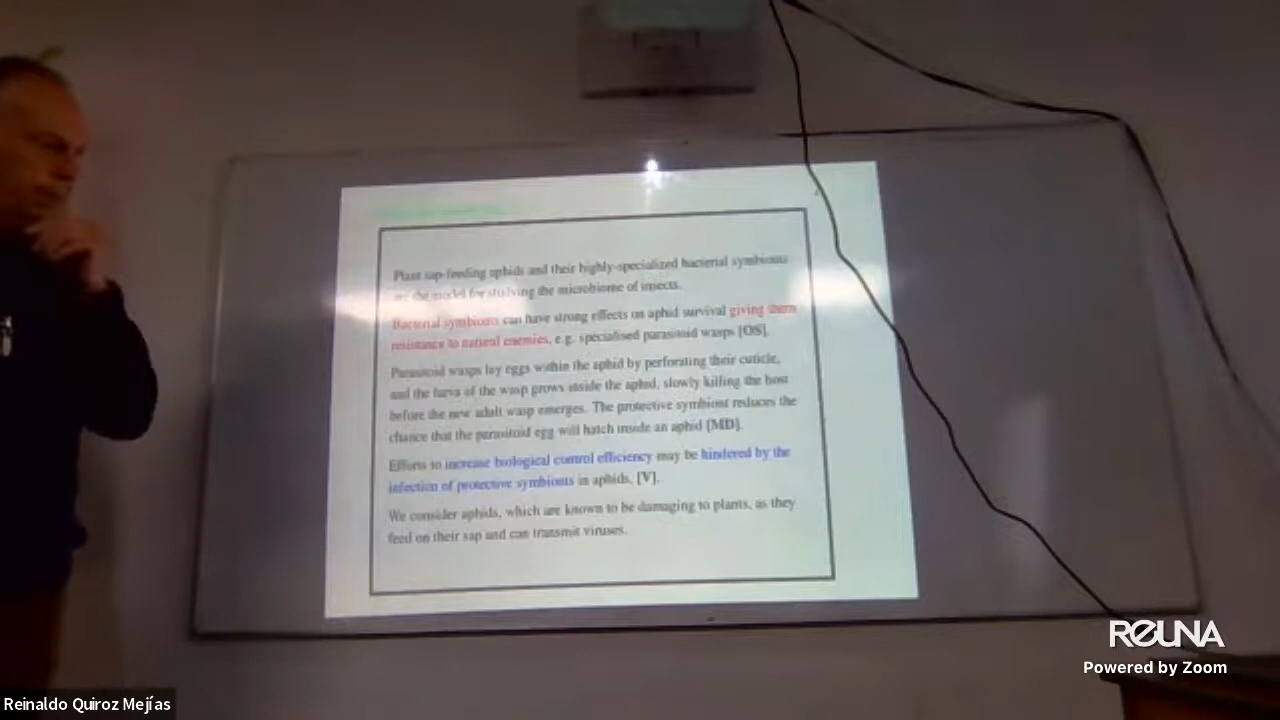 Plant sap-feeding aphids and their highly-specialized bacterial symbionts
are the model for studying the microbiome of insects.
Bacterial symbionts can have strong effects on aphid survival giving them
resistance to natural enemies, e.g. specialised parasitoid wasps [OS].
Parasitoid wasps lay eggs within the aphid by perforating their cuticle,
and the larva of the wasp grows inside the aphid, slowly killing the host
before the new adult wasp emerges. The protective symbiont reduces the
chance that the parasitoid egg will hatch inside an aphid [MD].
Efforts to increase biological control efficiency may be hindered by the
infection of protective symbionts in aphids, [V].
We consider aphids, which are known to be damaging to plants, as they
feed on their sap and can transmit viruses.
REUNA
Powered by Zoom
Reinaldo Quiroz Mejías